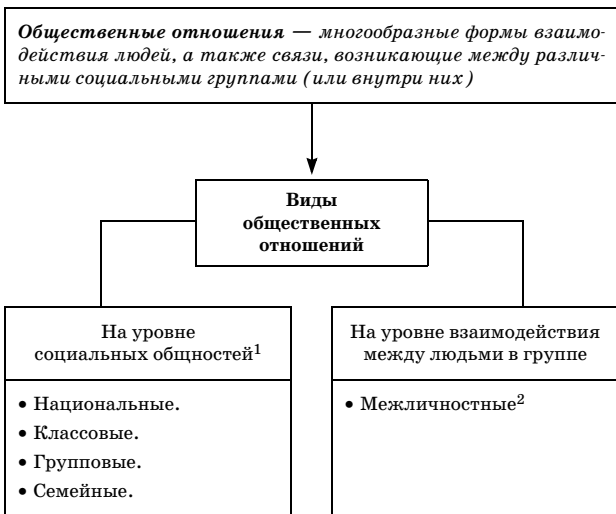 Общественные отношения — многообразные формы взаимо-
действия людей, а также связи, возникающие между различ-
ными социальными группами (или внутри них)
Виды
общественных
отношений
На уровне
социальных общностей¹
• Национальные.
• Классовые.
• Групповые.
• Семейные.
На уровне взаимодействия
между людьми в группе
• Межличностные²